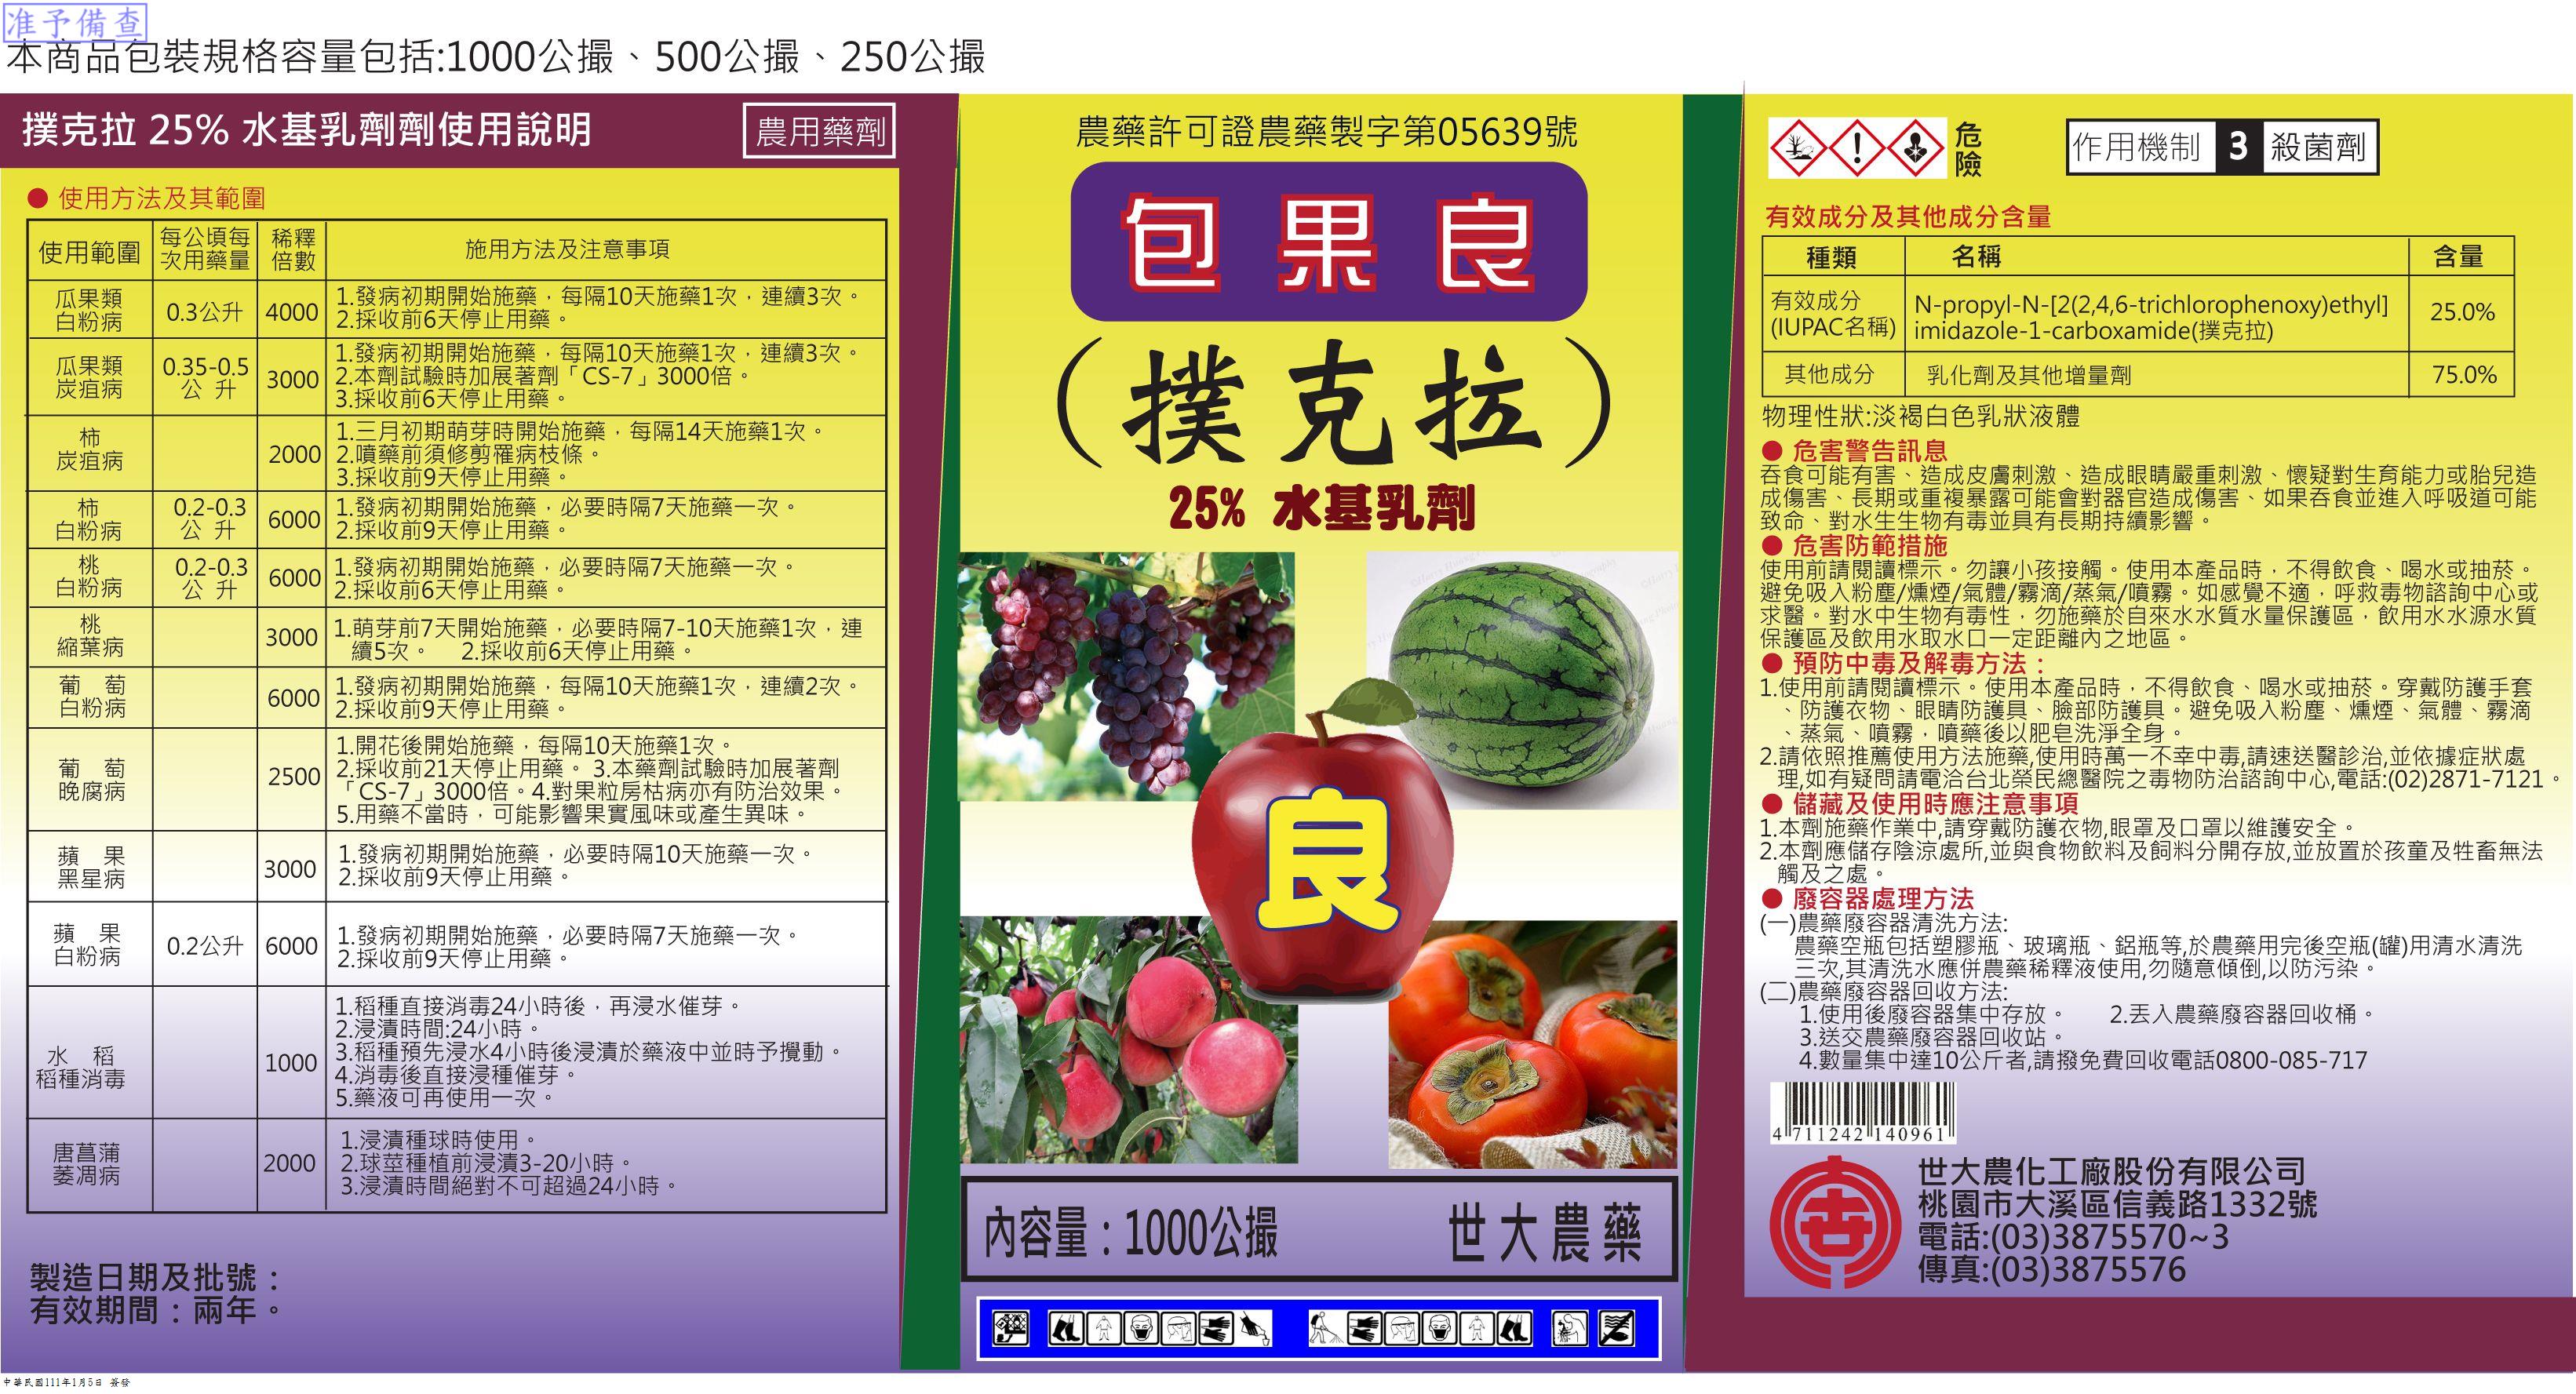 准予備查
本商品包裝規格容量包括:1000公撮、500公撮、250公撮
撲克拉 25% 水基乳劑劑使用說明
農用藥劑
● 使用方法及其範圍
使用範圍 每公頃每次用藥量 稀釋倍數 施用方法及注意事項
瓜果類
白粉病
0.3公升
4000
1.發病初期開始施藥，每隔10天施藥1次，連續3次。
2.採收前6天停止用藥。
瓜果類
炭疽病
0.35-0.5
公 升
3000
1.發病初期開始施藥，每隔10天施藥1次，連續3次。
2.本劑試驗時加展著劑「CS-7」3000倍。
3.採收前6天停止用藥。
柿
炭疽病
2000
1.三月初期萌芽時開始施藥，每隔14天施藥1次。
2.噴藥前須修剪罹病枝條。
3.採收前9天停止用藥。
柿
白粉病
0.2-0.3
公 升
6000
1.發病初期開始施藥，必要時隔7天施藥一次。
2.採收前9天停止用藥。
桃
白粉病
0.2-0.3
公 升
6000
1.發病初期開始施藥，必要時隔7天施藥一次。
2.採收前6天停止用藥。
桃
縮葉病
3000
1.萌芽前7天開始施藥，必要時隔7-10天施藥1次，連
續5次。 2.採收前6天停止用藥。
葡 萄
白粉病
6000
1.發病初期開始施藥，每隔10天施藥1次，連續2次。
2.採收前9天停止用藥。
葡 萄
晚腐病
2500
1.開花後開始施藥，每隔10天施藥1次。
2.採收前21天停止用藥。 3.本藥劑試驗時加展著劑
「CS-7」3000倍。4.對果粒房枯病亦有防治效果。
5.用藥不當時，可能影響果實風味或產生異味。
蘋 果
黑星病
3000
1.發病初期開始施藥，必要時隔10天施藥一次。
2.採收前9天停止用藥。
蘋 果
白粉病
0.2公升
6000
1.發病初期開始施藥，必要時隔7天施藥一次。
2.採收前9天停止用藥。
水 稻
稻種消毒
1000
1.稻種直接消毒24小時後，再浸水催芽。
2.浸漬時間:24小時。
3.稻種預先浸水4小時後浸漬於藥液中並時予攪動。
4.消毒後直接浸種催芽。
5.藥液可再使用一次。
唐菖蒲
萎凋病
2000
1.浸漬種球時使用。
2.球莖種植前浸漬3-20小時。
3.浸漬時間絕對不可超過24小時。
製造日期及批號：
有效期間：兩年。
農藥許可證農藥製字第05639號
包果良
(撲克拉)
25% 水基乳劑
良
內容量：1000公撮 世大農藥
危險
作用機制 3 殺菌劑
有效成分及其他成分含量
種類 名稱 含量
有效成分
(IUPAC名稱)
N-propyl-N-[2(2,4,6-trichlorophenoxy)ethyl]
imidazole-1-carboxamide(撲克拉)
25.0%
其他成分 乳化劑及其他增量劑 75.0%
物理性狀:淡褐白色乳狀液體
● 危害警告訊息
吞食可能有害、造成皮膚刺激、造成眼睛嚴重刺激、懷疑對生育能力或胎兒造
成傷害、長期或重複暴露可能會對器官造成傷害、如果吞食並進入呼吸道可能
致命、對水生生物有毒並具有長期持續影響。
● 危害防範措施
使用前請閱讀標示。勿讓小孩接觸。使用本產品時，不得飲食、喝水或抽菸。
避免吸入粉塵/燻煙/氣體/霧滴/蒸氣/噴霧。如感覺不適，呼救毒物諮詢中心或
求醫。對水中生物有毒性，勿施藥於自來水水質水量保護區，飲用水水源水質
保護區及飲用水取水口一定距離內之地區。
● 預防中毒及解毒方法：
1.使用前請閱讀標示。使用本產品時，不得飲食、喝水或抽菸。穿戴防護手套
、防護衣物、眼睛防護具、臉部防護具。避免吸入粉塵、燻煙、氣體、霧滴
、蒸氣、噴霧，噴藥後以肥皂洗淨全身。
2.請依照推薦使用方法施藥,使用時萬一不幸中毒,請速送醫診治,並依據症狀處
理,如有疑問請電洽台北榮民總醫院之毒物防治諮詢中心,電話:(02)2871-7121。
● 儲藏及使用時應注意事項
1.本劑施藥作業中,請穿戴防護衣物,眼罩及口罩以維護安全。
2.本劑應儲存陰涼處所,並與食物飲料及飼料分開存放,並放置於孩童及牲畜無法
觸及之處。
● 廢容器處理方法
(一)農藥廢容器清洗方法:
農藥空瓶包括塑膠瓶、玻璃瓶、鋁瓶等,於農藥用完後空瓶(罐)用清水清洗
三次,其清洗水應併農藥稀釋液使用,勿隨意傾倒,以防污染。
(二)農藥廢容器回收方法:
1.使用後廢容器集中存放。 2.丟入農藥廢容器回收桶。
3.送交農藥廢容器回收站。
4.數量集中達10公斤者,請撥免費回收電話0800-085-717
4 711242 140961
世大農化工廠股份有限公司
桃園市大溪區信義路1332號
電話:(03)3875570~3
傳真:(03)3875576
中華民國111年1月5日 簽發